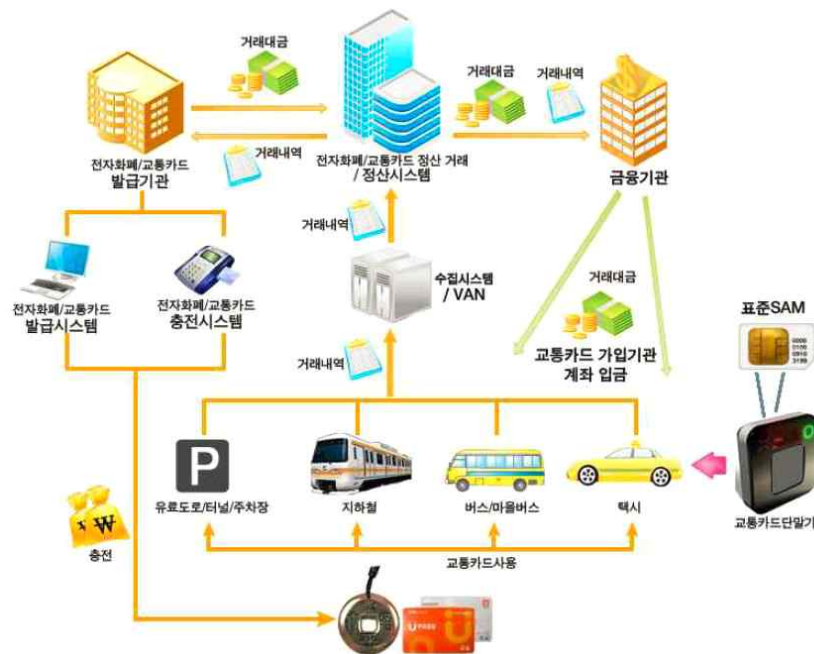 거래대금
거래대금
거래내역
거래내역
전자화폐/교통카드
발급기관
전자화폐/교통카드 정산 거래
/ 정산시스템
금융기관
거래내역
수집시스템
/ VAN
전자화폐/교통카드
발급시스템
전자화폐/교통카드
충전시스템
거래대금
표준SAM
교통카드 가입기관
계좌 입금
거래내역
P
유료도로/터널/주차장
지하철
버스/마을버스
택시
교통카드단말기
₩
충전
교통카드사용
U PASS